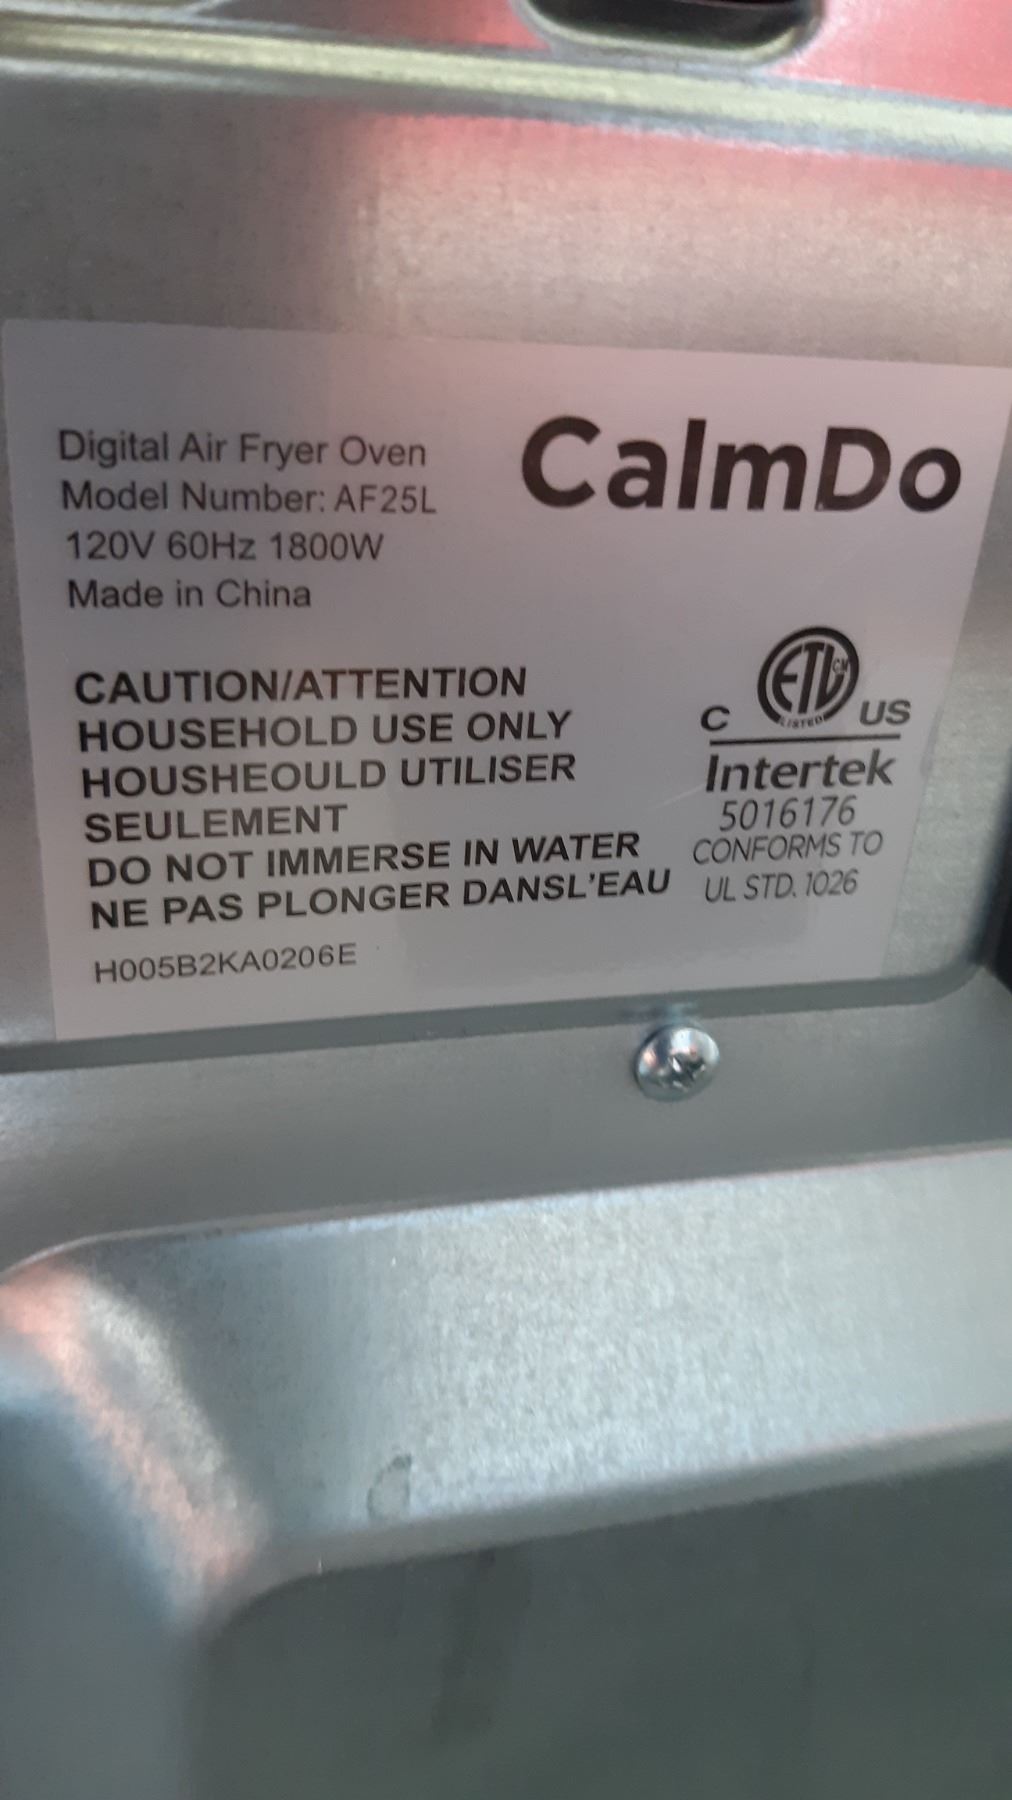 Digital Air Fryer Oven
Model Number: AF25L
120V 60Hz 1800W
Made in China
CalmDo
CAUTION/ATTENTION
HOUSEHOLD USE ONLY
HOUSHEOULD UTILISER
SEULEMENT
DO NOT IMMERSE IN WATER
NE PAS PLONGER DANSL'EAU
H005B2KA0206E
ETL CM
LISTED
C US
Intertek
5016176
CONFORMS TO
UL STD. 1026